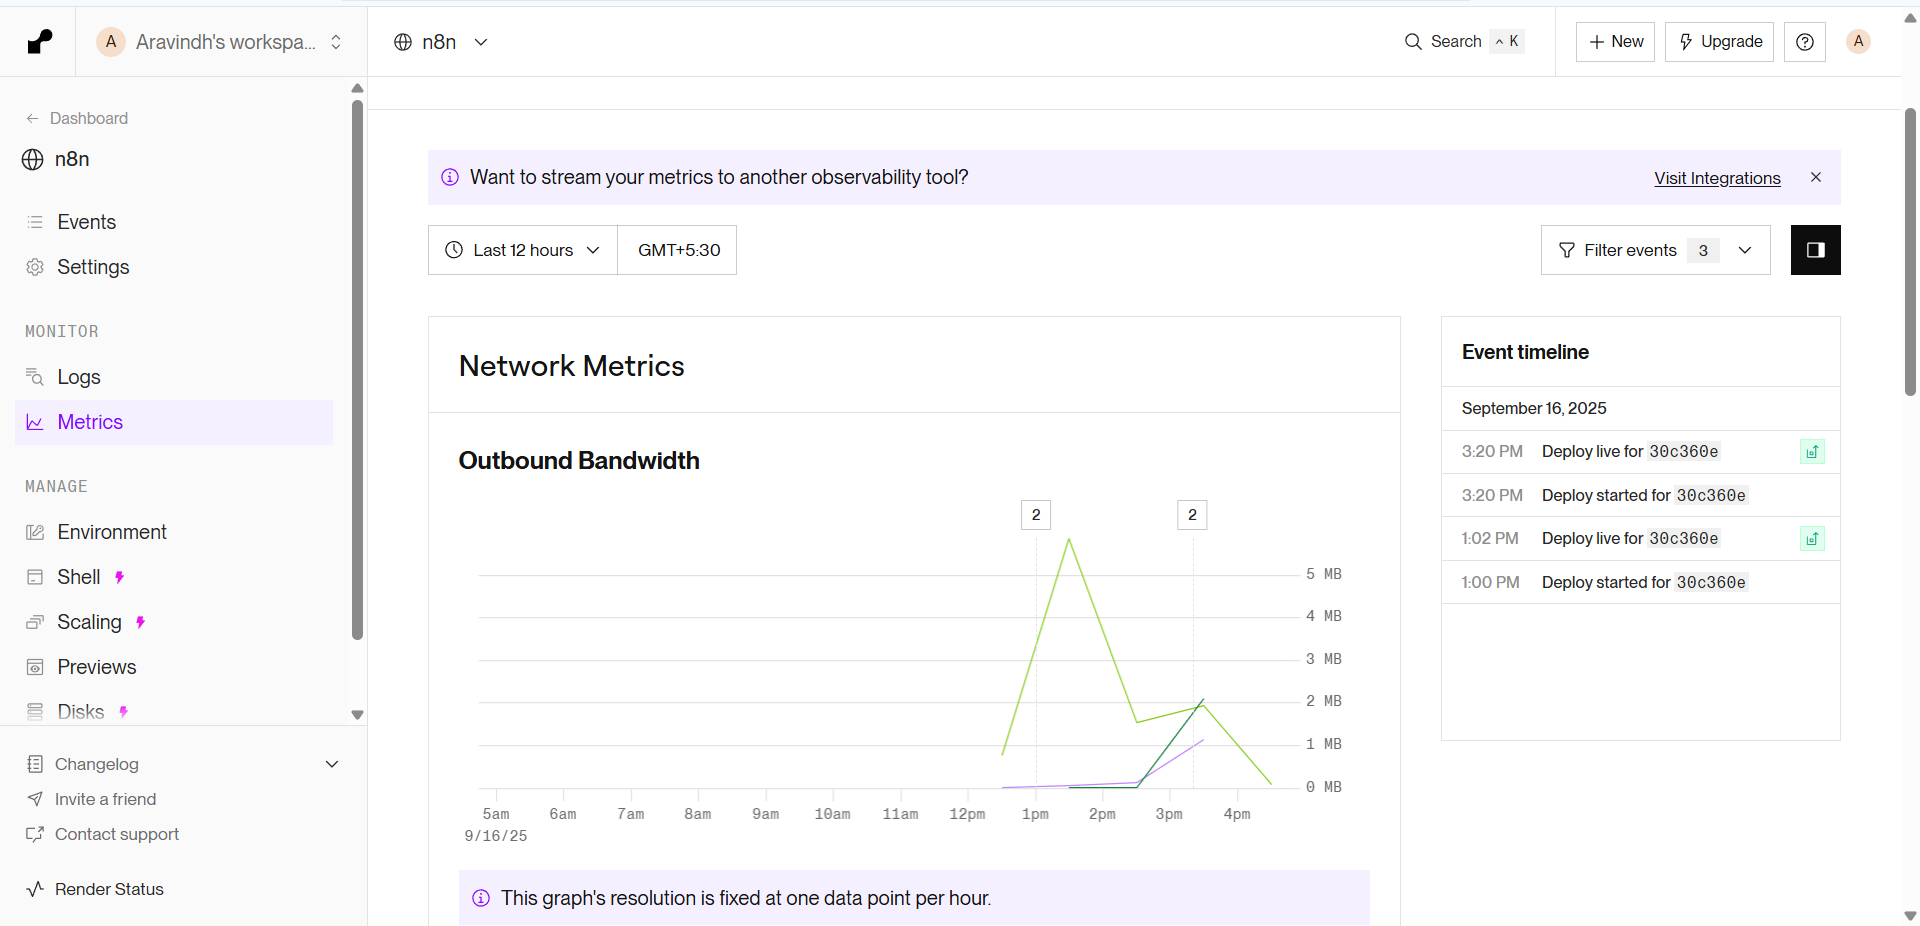 A Aravindh's workspa...
n8n
Search ^ K
+ New
Upgrade
A
← Dashboard
n8n
Events
Settings
MONITOR
Logs
Metrics
MANAGE
Environment
Shell
Scaling
Previews
Disks
Changelog
Invite a friend
Contact support
Render Status
Want to stream your metrics to another observability tool?
Visit Integrations
Last 12 hours
GMT+5:30
Filter events 3
Network Metrics
Outbound Bandwidth
2 2
5 MB
4 MB
3 MB
2 MB
1 MB
0 MB
5am 6am 7am 8am 9am 10am 11am 12pm 1pm 2pm 3pm 4pm
9/16/25
This graph's resolution is fixed at one data point per hour.
Event timeline
September 16, 2025
3:20 PM Deploy live for 30c360e
3:20 PM Deploy started for 30c360e
1:02 PM Deploy live for 30c360e
1:00 PM Deploy started for 30c360e